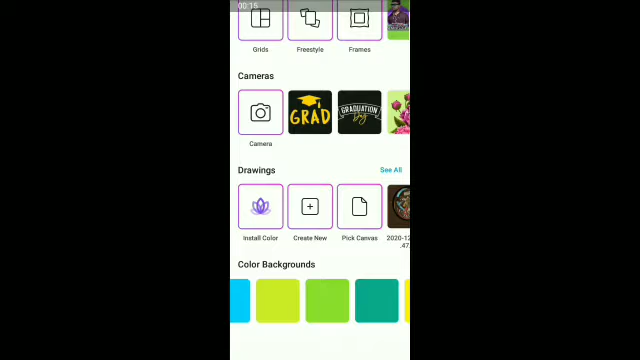 00:15
Grids Freestyle Frames
Cameras
GRAD
GRADUATION
Day
Camera
Drawings See All
Install Color Create New Pick Canvas 2020-12
.47.
Color Backgrounds